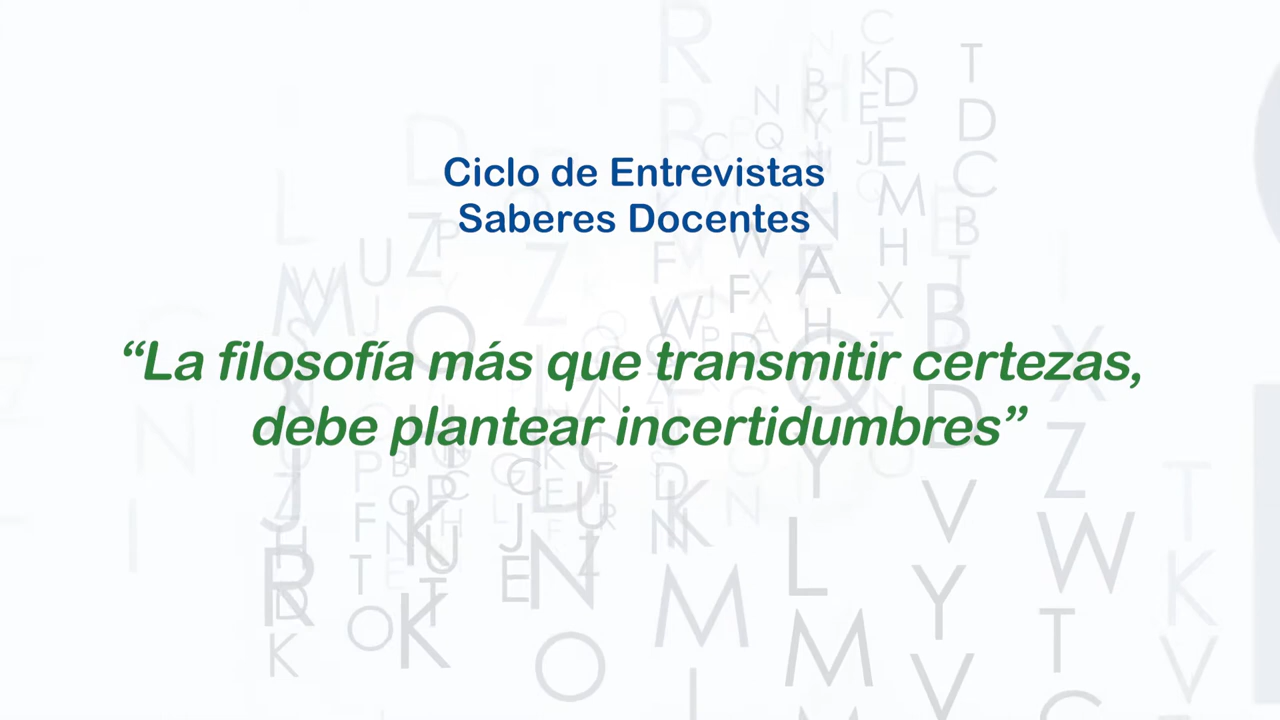 Ciclo de Entrevistas
Saberes Docentes
“La filosofía más que transmitir certezas,
debe plantear incertidumbres”